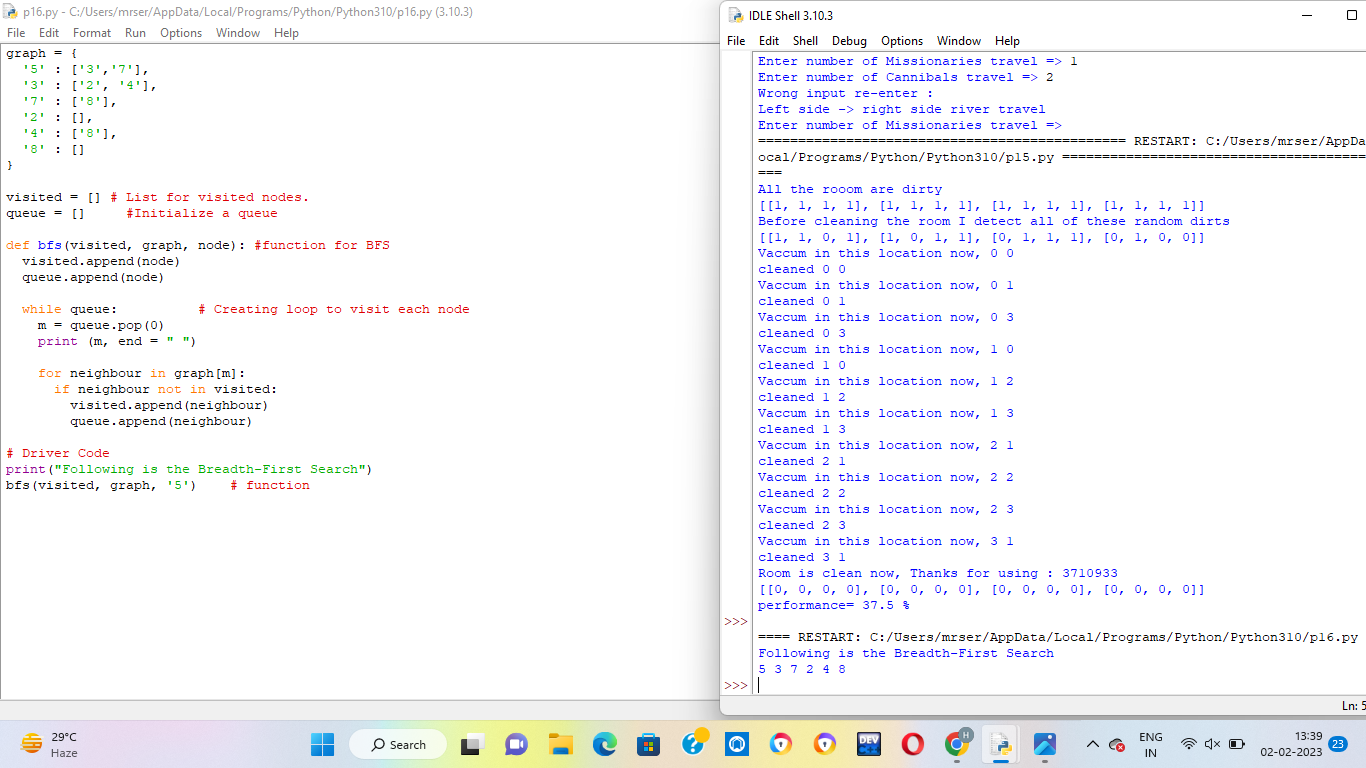 p16.py - C:/Users/mrser/AppData/Local/Programs/Python/Python310/p16.py (3.10.3)
File Edit Format Run Options Window Help
graph = {
'5' : ['3','7'],
'3' : ['2', '4'],
'7' : ['8'],
'2' : [],
'4' : ['8'],
'8' : []
}
visited = [] # List for visited nodes.
queue = [] #Initialize a queue
def bfs(visited, graph, node): #function for BFS
visited.append(node)
queue.append(node)
while queue: # Creating loop to visit each node
m = queue.pop(0)
print (m, end = " ")
for neighbour in graph[m]:
if neighbour not in visited:
visited.append(neighbour)
queue.append(neighbour)
# Driver Code
print("Following is the Breadth-First Search")
bfs(visited, graph, '5') # function
IDLE Shell 3.10.3
File Edit Shell Debug Options Window Help
Enter number of Missionaries travel => 1
Enter number of Cannibals travel => 2
Wrong input re-enter :
Left side -> right side river travel
Enter number of Missionaries travel =>
============================================== RESTART: C:/Users/mrser/AppDa
ocal/Programs/Python/Python310/p15.py ======================================
===
All the rooom are dirty
[[1, 1, 1, 1], [1, 1, 1, 1], [1, 1, 1, 1], [1, 1, 1, 1]]
Before cleaning the room I detect all of these random dirts
[[1, 1, 0, 1], [1, 0, 1, 1], [0, 1, 1, 1], [0, 1, 0, 0]]
Vaccum in this location now, 0 0
cleaned 0 0
Vaccum in this location now, 0 1
cleaned 0 1
Vaccum in this location now, 0 3
cleaned 0 3
Vaccum in this location now, 1 0
cleaned 1 0
Vaccum in this location now, 1 2
cleaned 1 2
Vaccum in this location now, 1 3
cleaned 1 3
Vaccum in this location now, 2 1
cleaned 2 1
Vaccum in this location now, 2 2
cleaned 2 2
Vaccum in this location now, 2 3
cleaned 2 3
Vaccum in this location now, 3 1
cleaned 3 1
Room is clean now, Thanks for using : 3710933
[[0, 0, 0, 0], [0, 0, 0, 0], [0, 0, 0, 0], [0, 0, 0, 0]]
performance= 37.5 %
>>>
==== RESTART: C:/Users/mrser/AppData/Local/Programs/Python/Python310/p16.py
Following is the Breadth-First Search
5 3 7 2 4 8
>>>
Ln: 5
29°C
Haze
Search
DEV
H
ENG
IN
13:39
02-02-2023
23